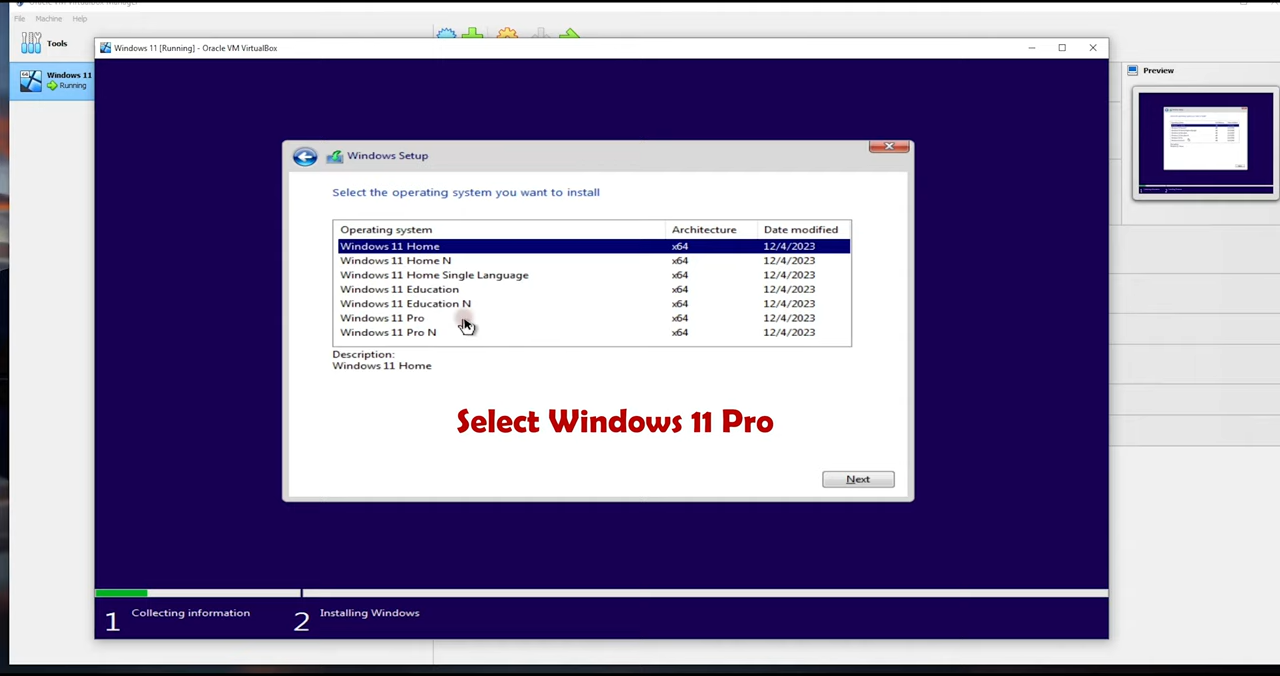 Oracle VM VirtualBox Manager
File Machine Help
Tools
Windows 11
Running
Windows 11 [Running] - Oracle VM VirtualBox
Preview
Windows Setup
Select the operating system you want to install
Operating system Architecture Date modified
Windows 11 Home x64 12/4/2023
Windows 11 Home N x64 12/4/2023
Windows 11 Home Single Language x64 12/4/2023
Windows 11 Education x64 12/4/2023
Windows 11 Education N x64 12/4/2023
Windows 11 Pro x64 12/4/2023
Windows 11 Pro N x64 12/4/2023
Description:
Windows 11 Home
Select Windows 11 Pro
Next
1 Collecting information 2 Installing Windows